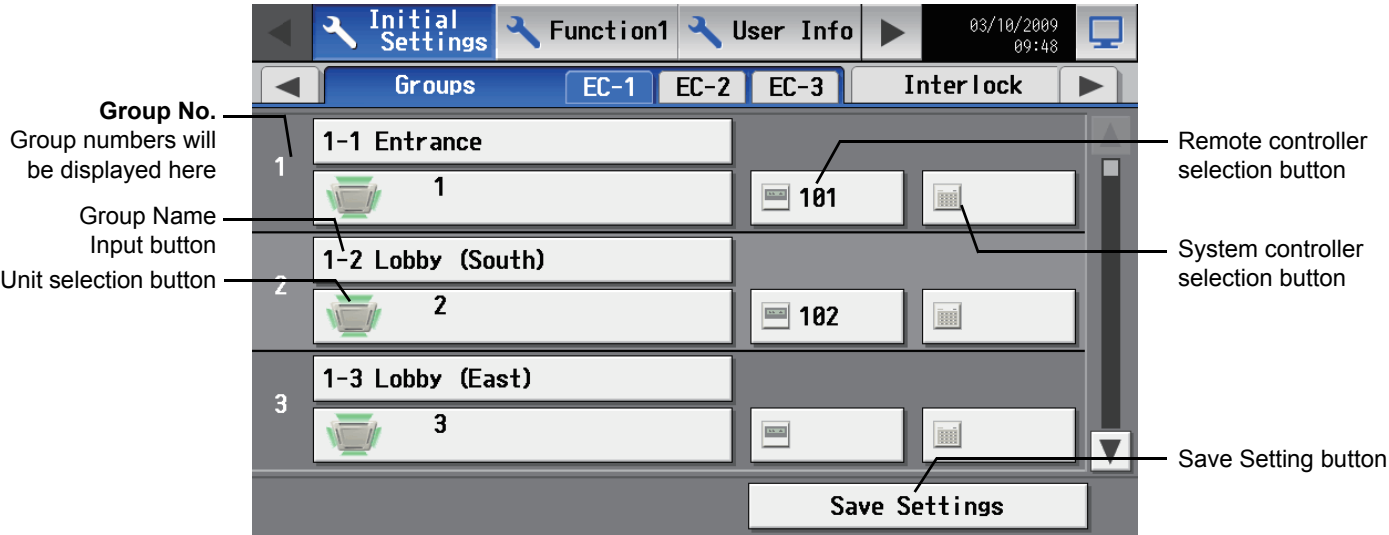 Initial
Settings
Function1
User Info
03/10/2009
09:48
Groups
EC-1
EC-2
EC-3
Interlock
Group No.
Group numbers will
be displayed here
1
1-1 Entrance
1
101
Remote controller
selection button
Group Name
Input button
2
1-2 Lobby (South)
2
102
System controller
selection button
Unit selection button
3
1-3 Lobby (East)
3
Save Setting button
Save Settings